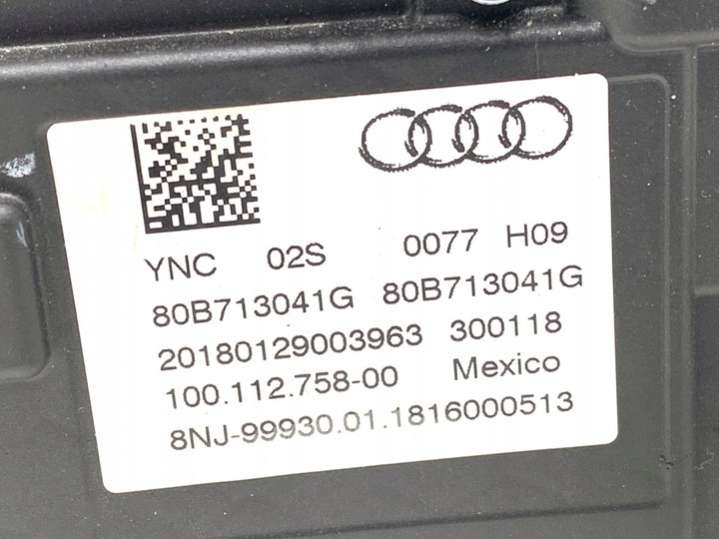 YNC 02S 0077 H09
80B713041G 80B713041G
20180129003963 300118
100.112.758-00 Mexico
8NJ-99930.01.1816000513